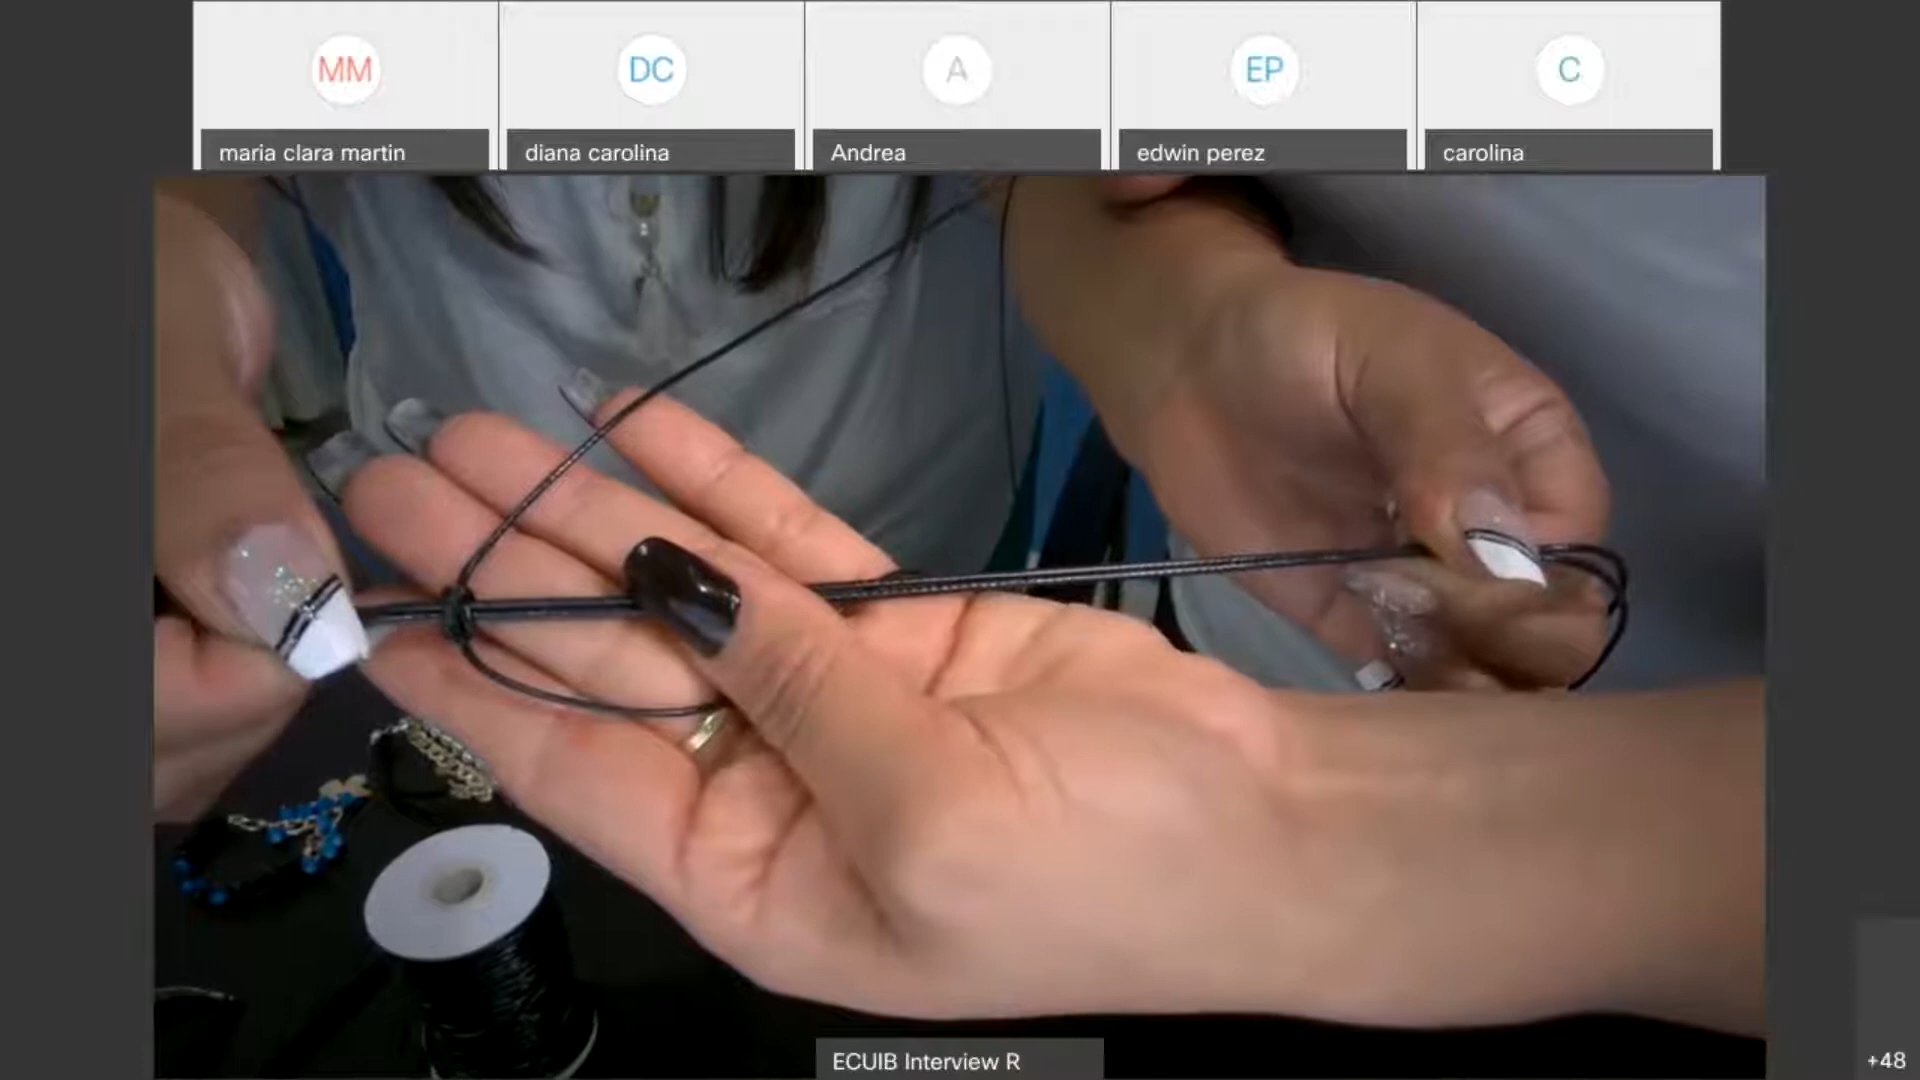 MM
DC
A
EP
C
maria clara martin
diana carolina
Andrea
edwin perez
carolina
ECUIB Interview R
+48